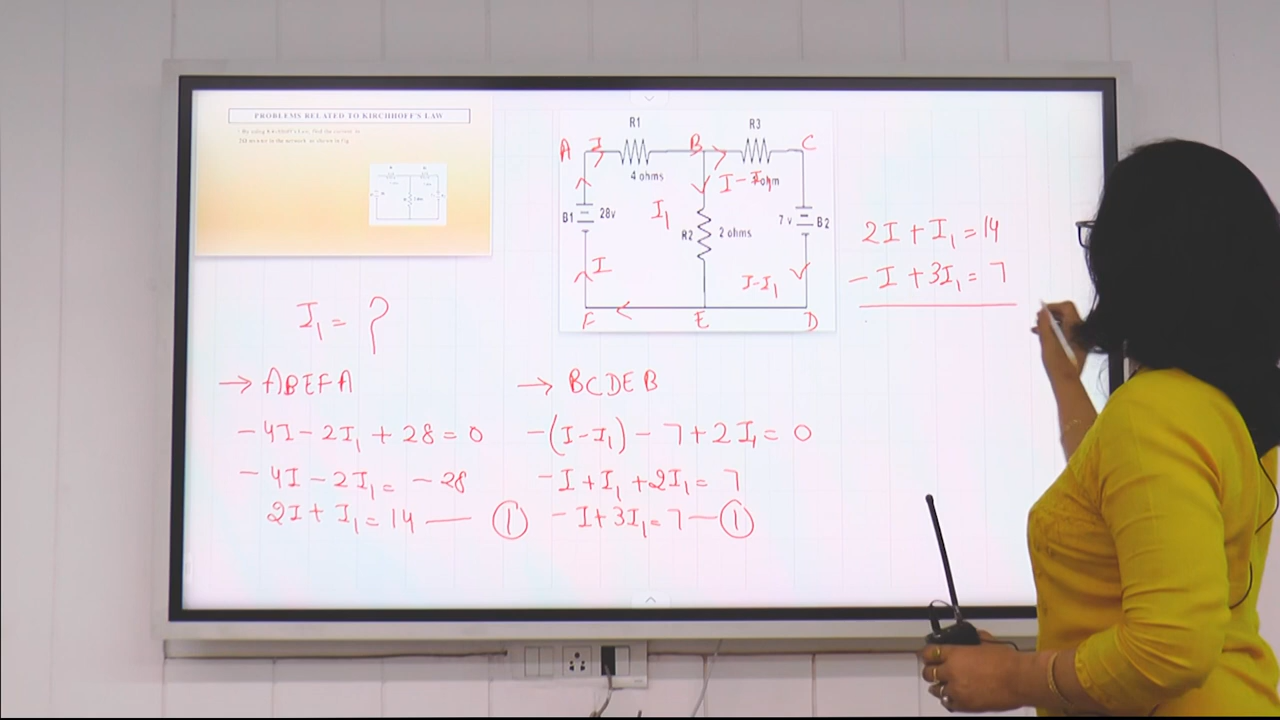 PROBLEMS RELATED TO KIRCHHOFF'S LAW
I₁ = ?
R1
R3
A I B C
4 ohms
I - I₁
ohm
B1 28v
I₁
R2 2 ohms
7 v B2
I
I-I₁
F E D
→ ABEFA
-4I-2I₁ + 28 = 0
-4I-2I₁ = -28
2I + I₁ = 14 — ①
→ BCDEB
-(I-I₁) - 7+2I₁ = 0
-I+I₁ +2I₁ = 7
-I+3I₁ = 7 — ①
2I + I₁ = 14
-I + 3I₁ = 7